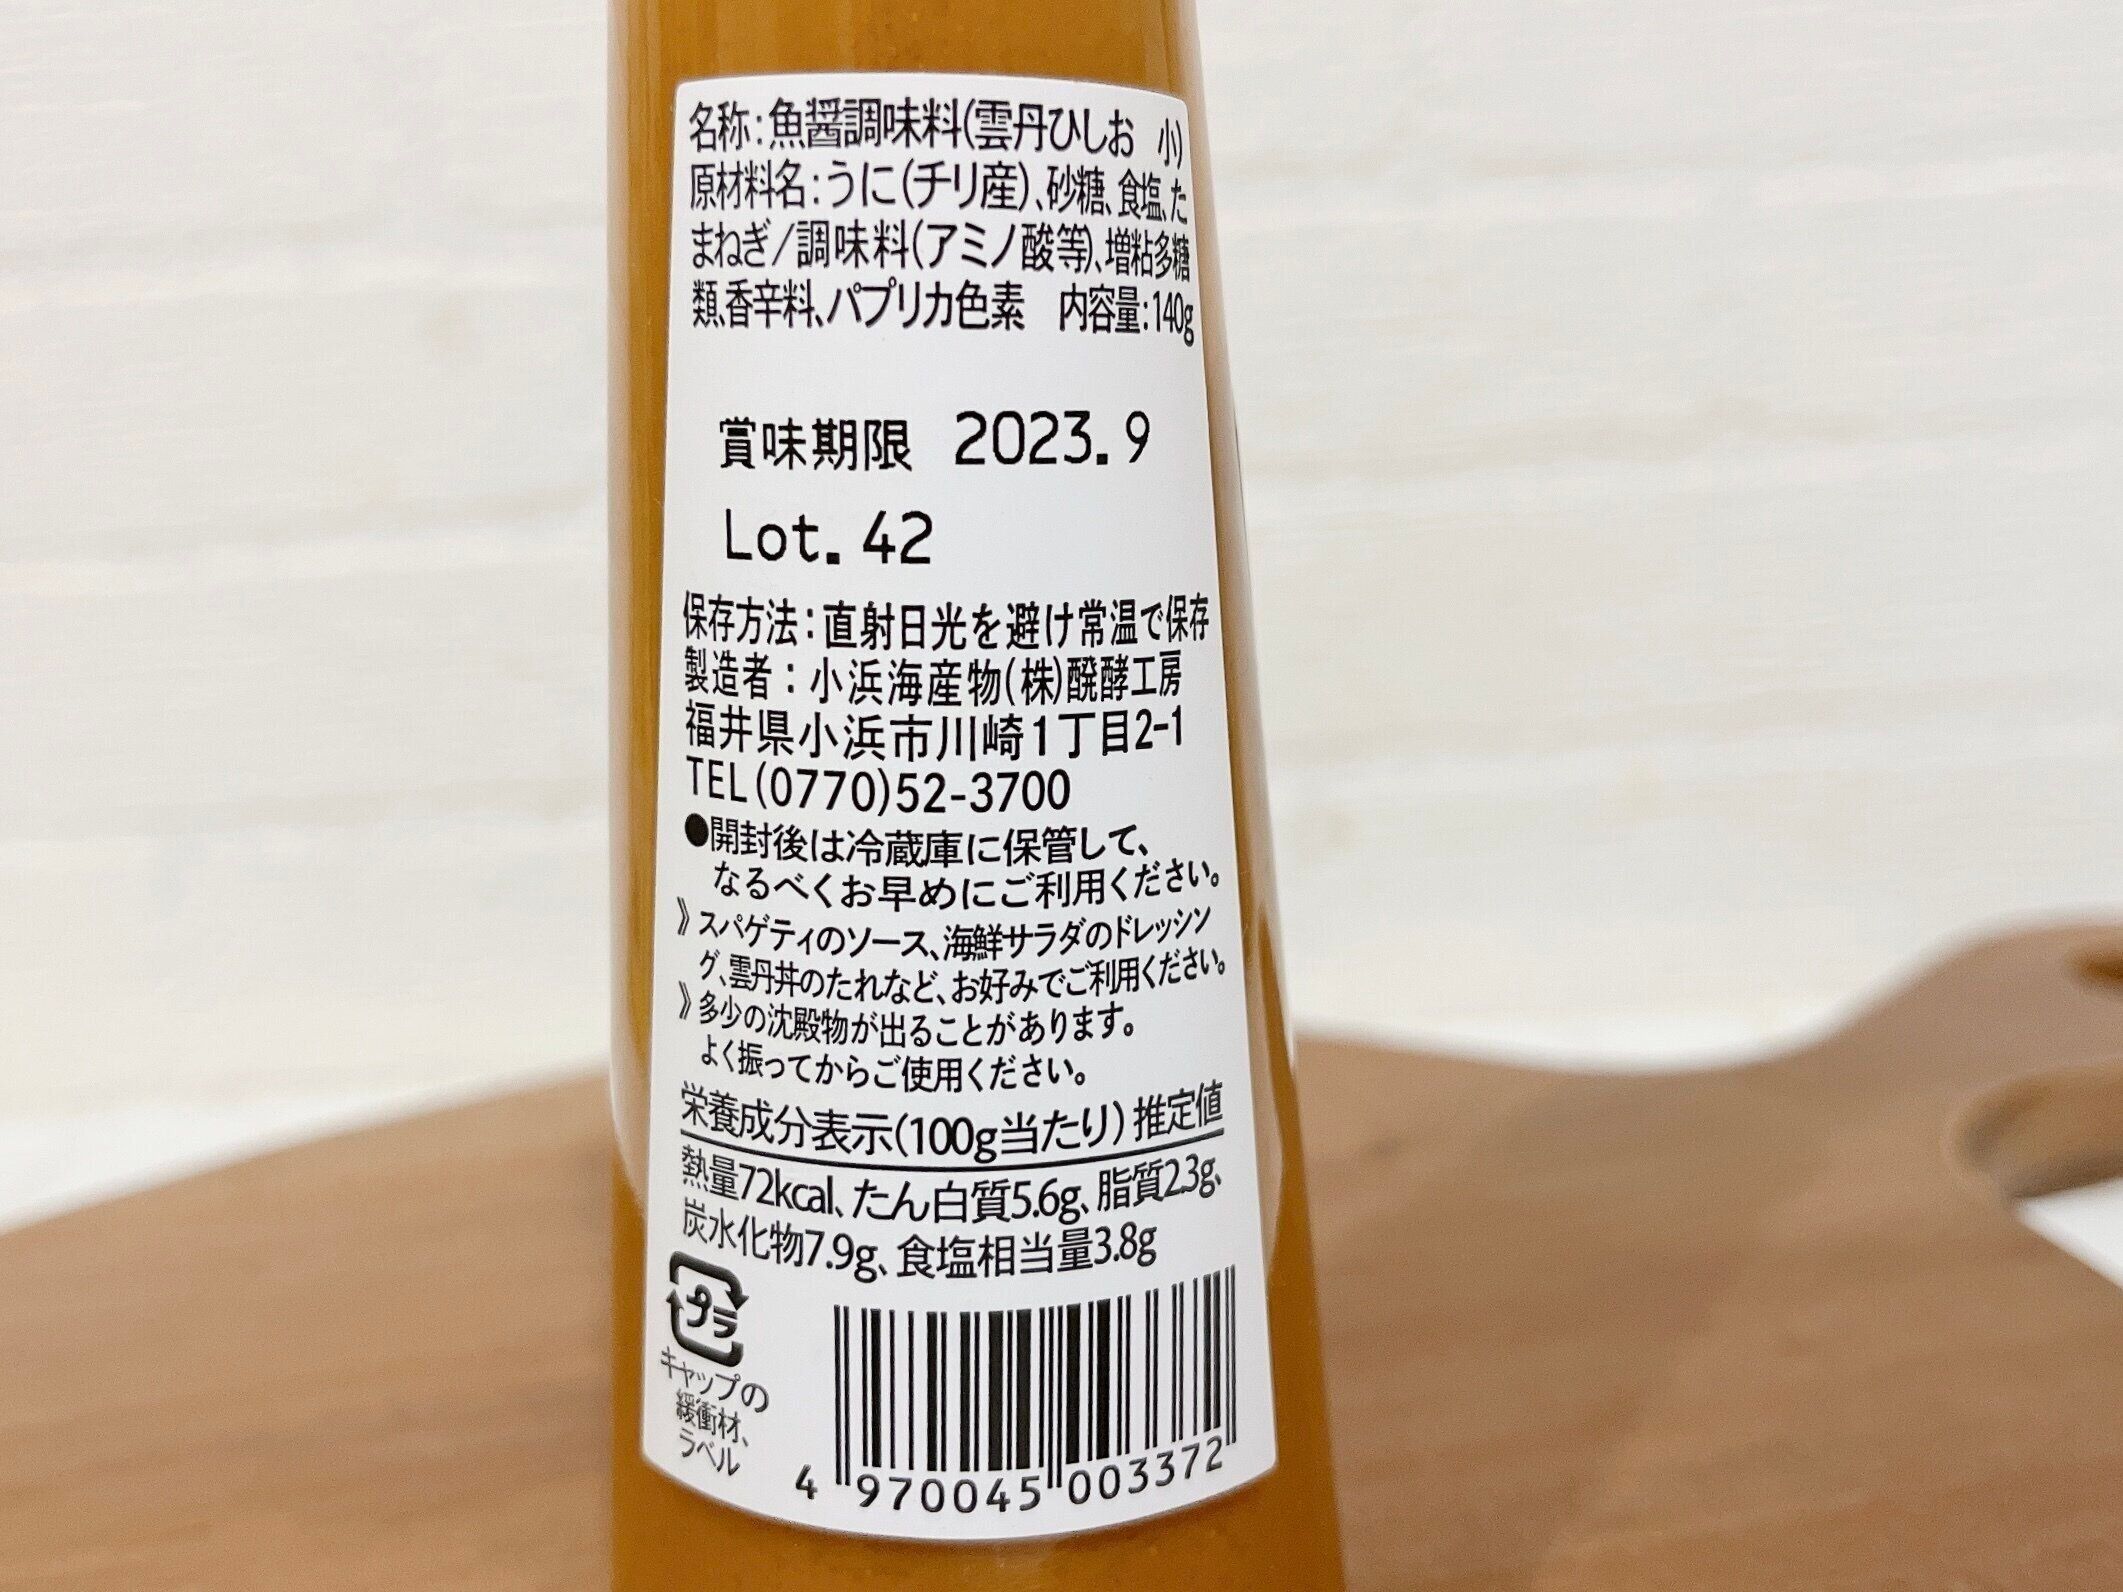 名称:魚醤調味料(雲丹ひしお 小)
原材料名:うに(チリ産)、砂糖、食塩、た
まねぎ/調味料(アミノ酸等)、増粘多糖
類、香辛料、パプリカ色素 内容量:140g
賞味期限 2023.9
Lot.42
保存方法:直射日光を避け常温で保存
製造者:小浜海産物(株)醗酵工房
福井県小浜市川崎1丁目2-1
TEL(0770)52-3700
●開封後は冷蔵庫に保管して、
なるべくお早めにご利用ください。
》スパゲティのソース、海鮮サラダのドレッシン
グ、雲丹丼のたれなど、お好みでご利用ください。
》多少の沈殿物が出ることがあります。
よく振ってからご使用ください。
栄養成分表示(100g当たり)推定値
熱量72kcal、たん白質5.6g、脂質2.3g、
炭水化物7.9g、食塩相当量3.8g
プラ
キャップの
緩衝材、
ラベル
4 970045 003372